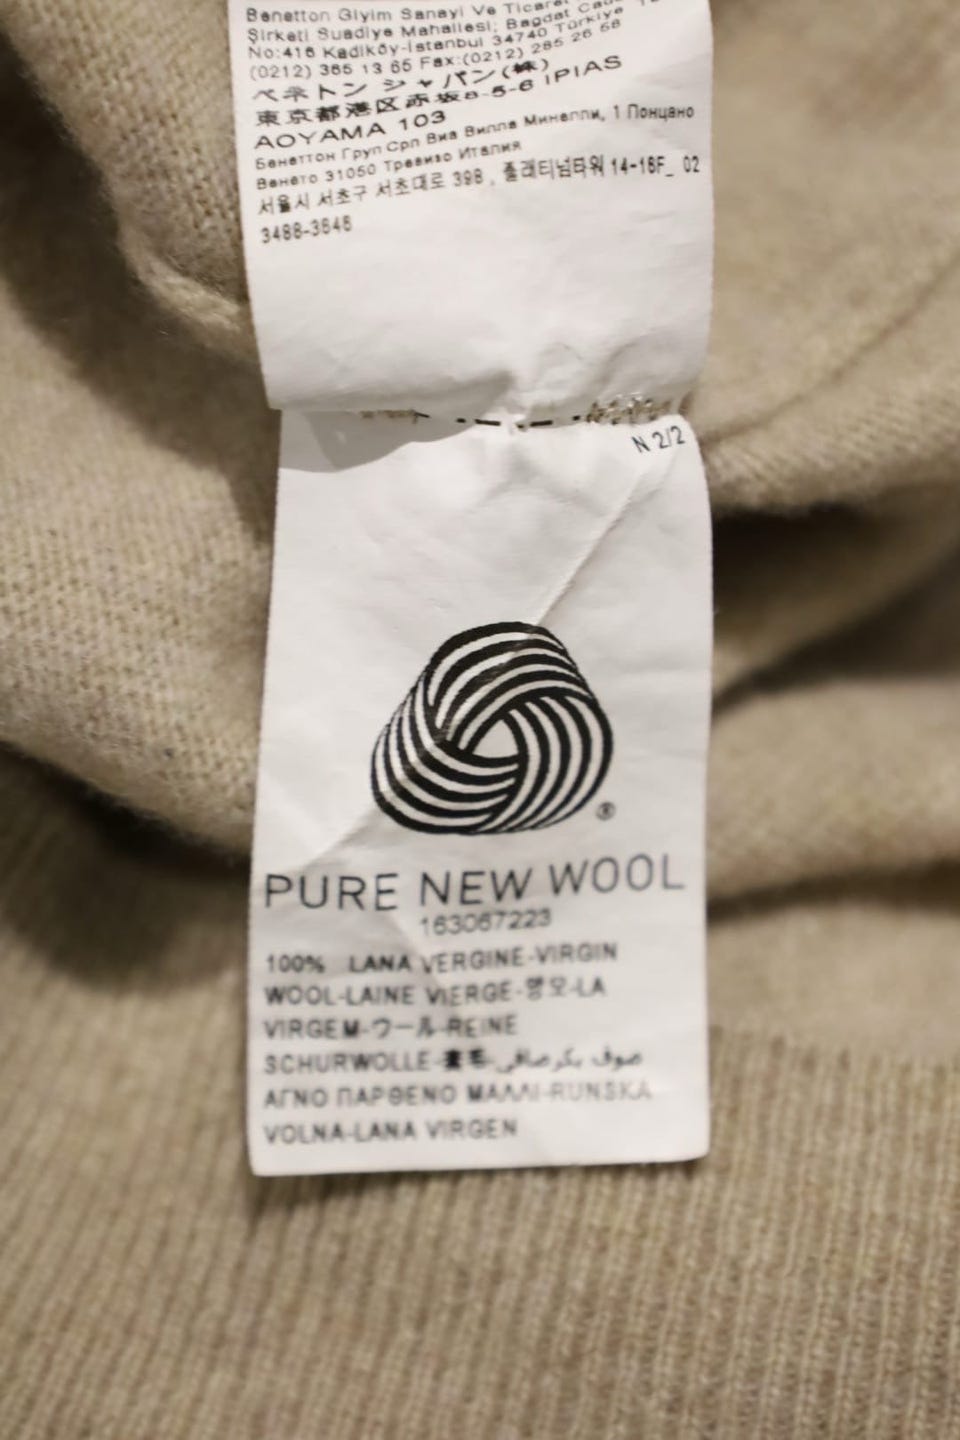 Benetton Giyim Sanayi Ve Ticaret
Şirketi Suadiye Mahallesi; Bagdat
No:416 Kadiköy-İstanbul 34740 Türkiye
(0212) 365 13 65 Fax:(0212) 285 26 58
ベネトン ジャパン(株)
東京都港区赤坂8-5-6 IPIAS
AOYAMA 103
Бенеттон Груп Срл Виа Вилла Минелли, 1 Понцано
Венето 31050 Тревизо Италия
서울시 서초구 서초대로 398 , 플래티넘타워 14-16F_ 02
3488-3648
N 2/2
®
PURE NEW WOOL
163067223
100% LANA VERGINE-VIRGIN
WOOL-LAINE VIERGE-양모-LA
VIRGEM-ウール-REINE
SCHURWOLLE-羊毛-صوف بكر صافي
ΑΓΝΟ ΠΑΡΘΕΝΟ ΜΑΛΛΙ-RUNSKA
VOLNA-LANA VIRGEN